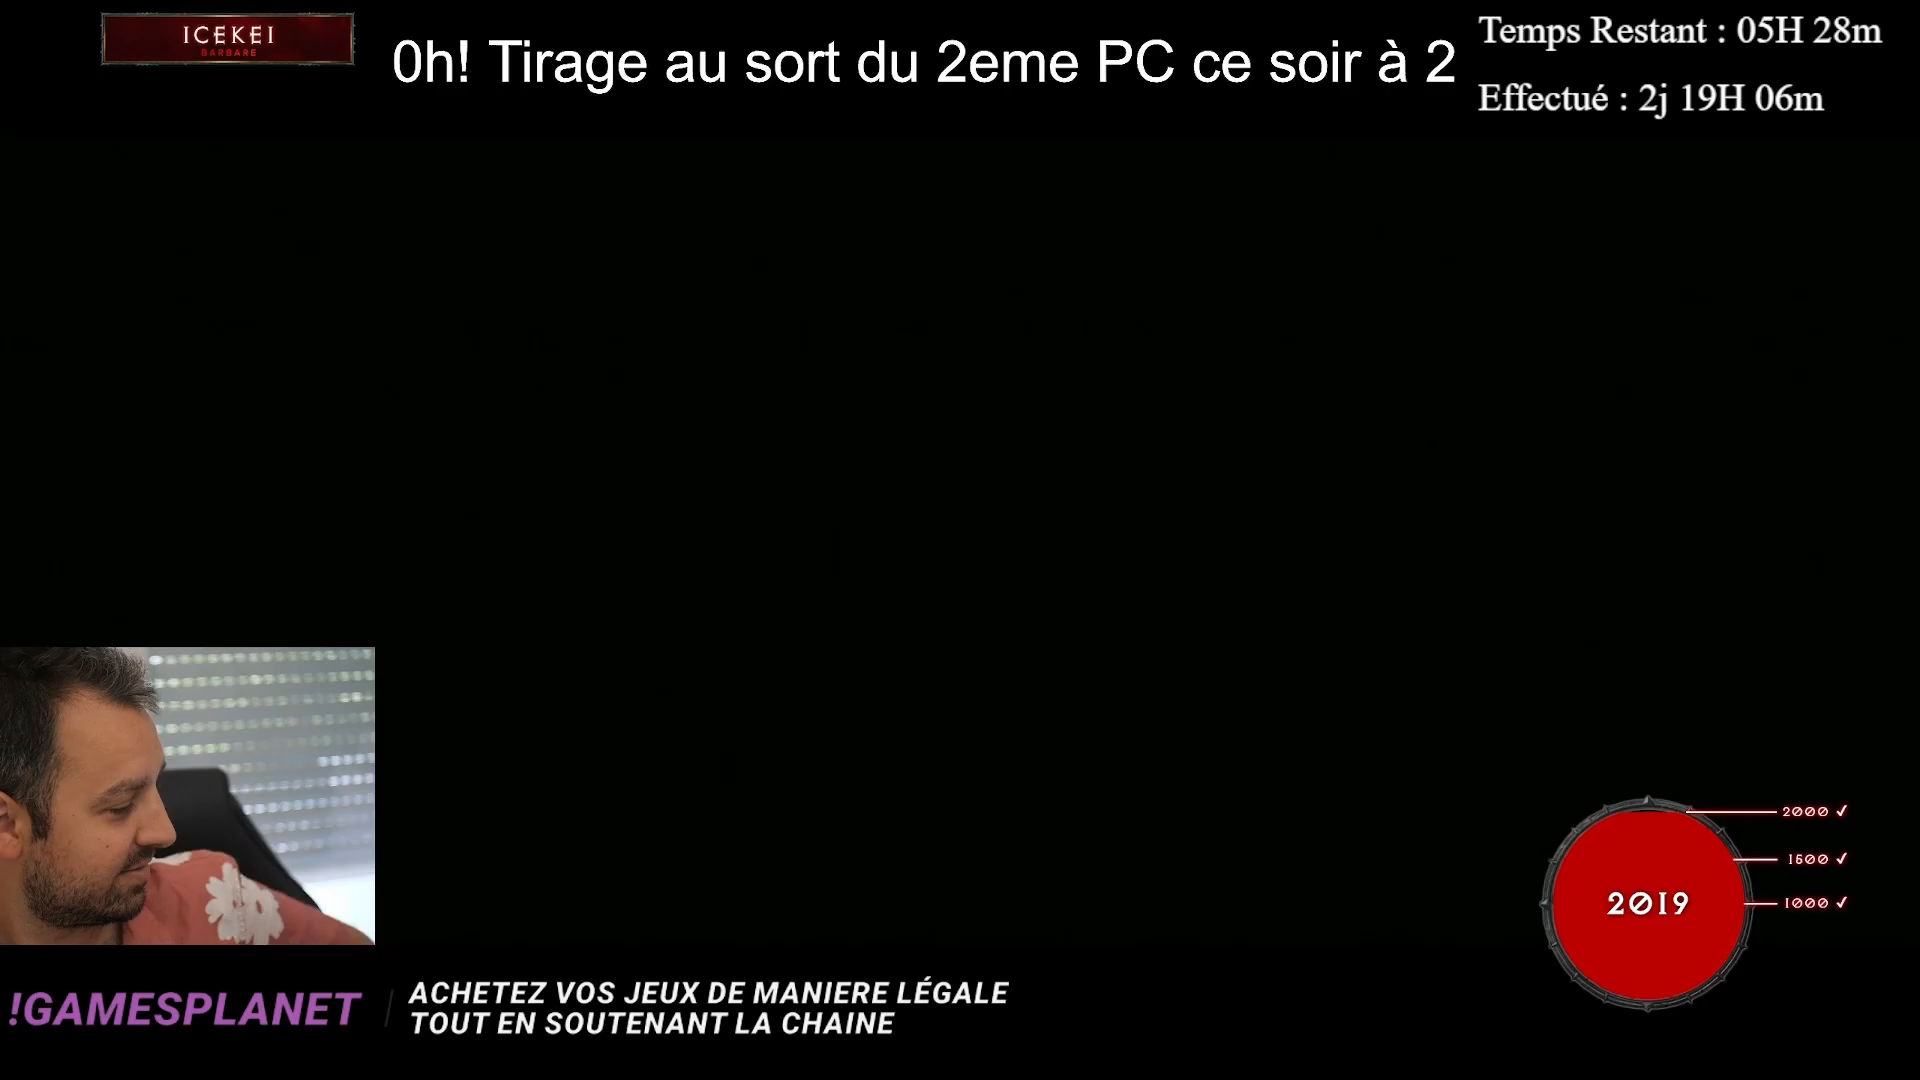 ICEKEI
BARBARE
0h! Tirage au sort du 2eme PC ce soir à 2
Temps Restant : 05H 28m
Effectué : 2j 19H 06m
2000 ✓
1500 ✓
1000 ✓
2019
!GAMESPLANET
ACHETEZ VOS JEUX DE MANIERE LÉGALE
TOUT EN SOUTENANT LA CHAINE